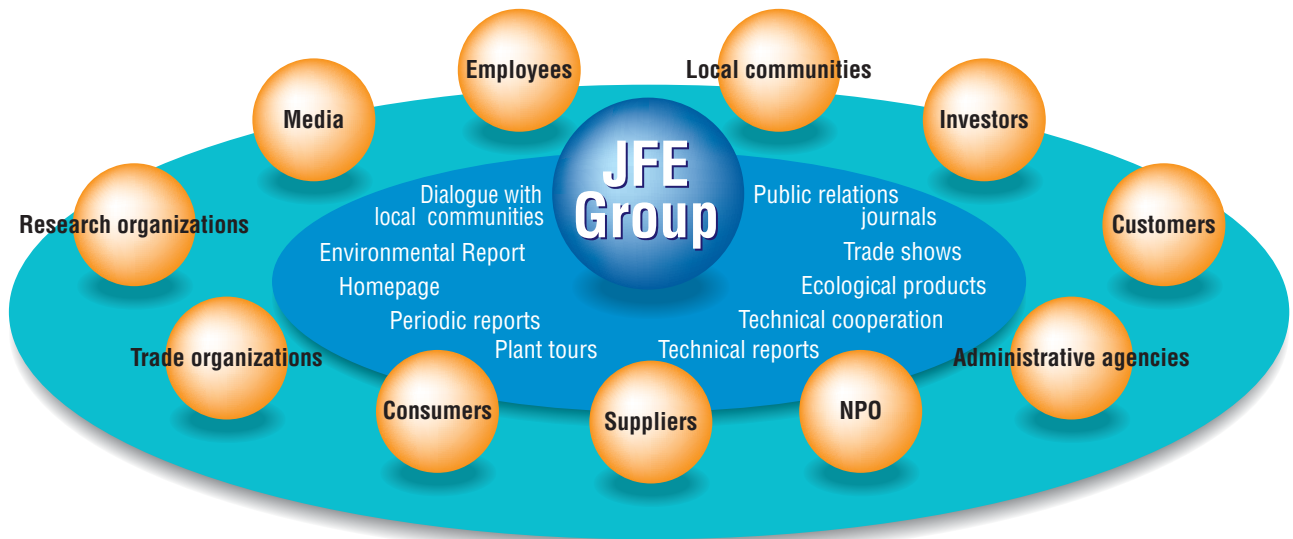 Employees
Local communities
Media
Investors
JFE
Group
Dialogue with
local communities
Public relations
journals
Research organizations
Customers
Environmental Report
Trade shows
Homepage
Ecological products
Periodic reports
Technical cooperation
Plant tours
Technical reports
Trade organizations
Administrative agencies
Consumers
Suppliers
NPO